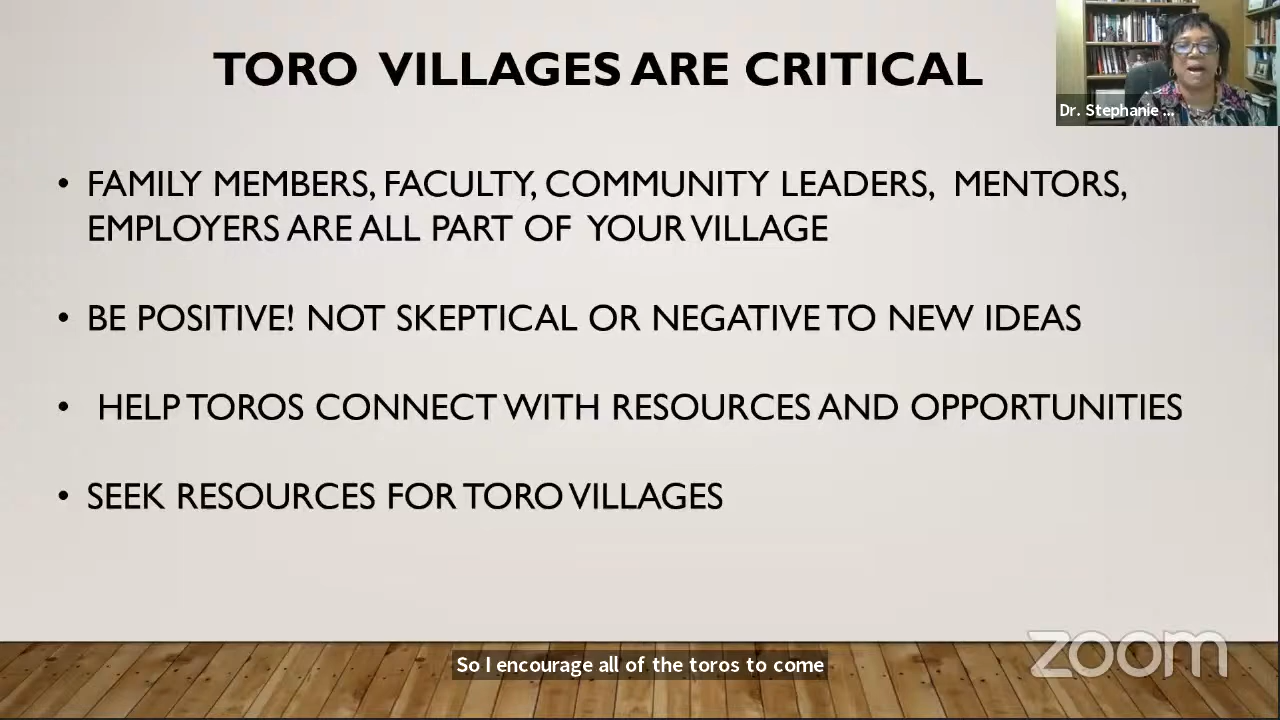 TORO VILLAGES ARE CRITICAL
Dr. Stephanie ...
• FAMILY MEMBERS, FACULTY, COMMUNITY LEADERS, MENTORS,
EMPLOYERS ARE ALL PART OF YOUR VILLAGE
• BE POSITIVE! NOT SKEPTICAL OR NEGATIVE TO NEW IDEAS
• HELP TOROS CONNECT WITH RESOURCES AND OPPORTUNITIES
• SEEK RESOURCES FOR TORO VILLAGES
zoom
So I encourage all of the toros to come